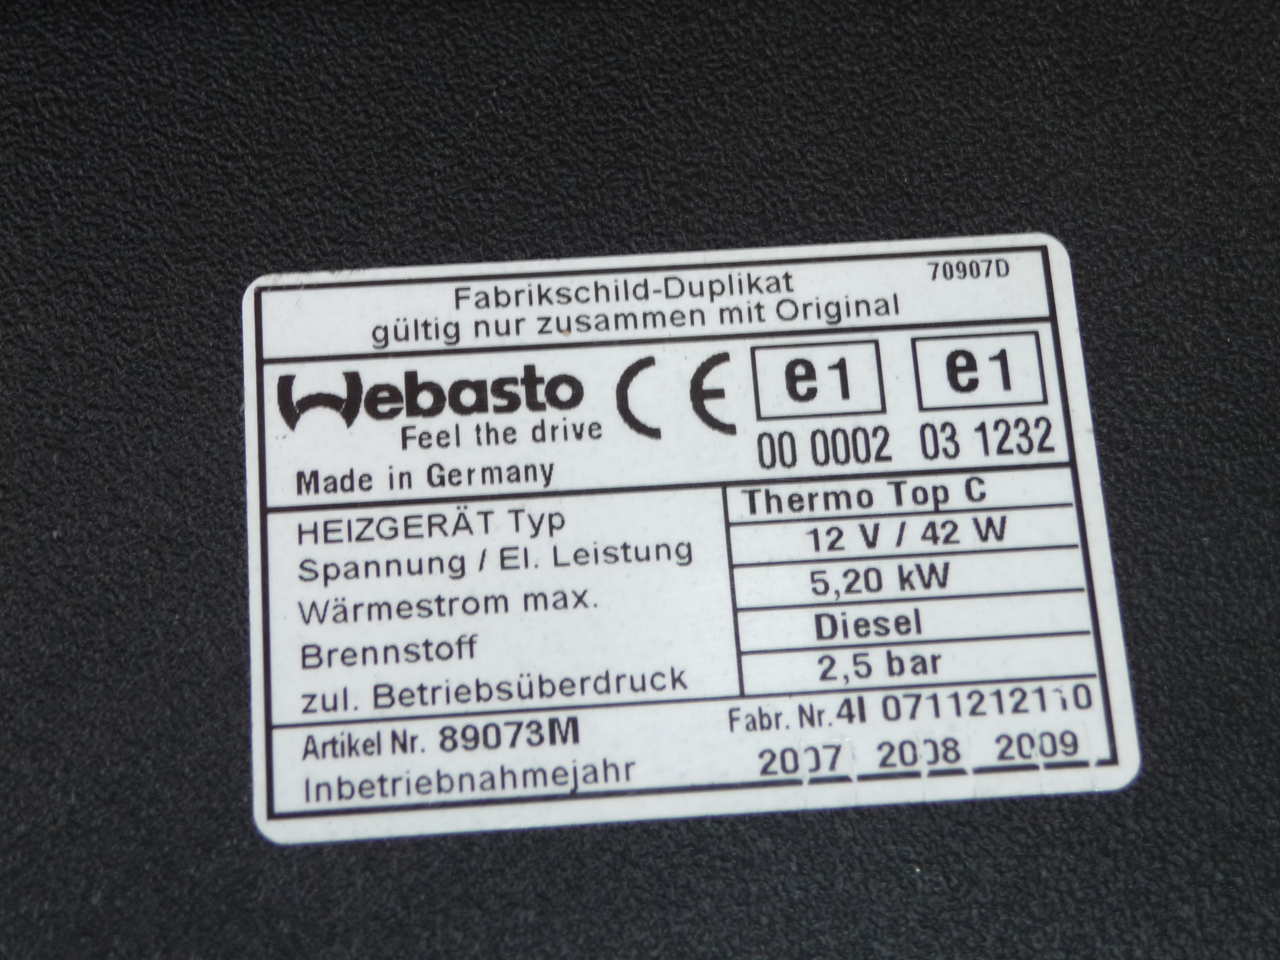 Fabrikschild-Duplikat
70907D
gültig nur zusammen mit Original
Webasto
Feel the drive
Made in Germany
CE
e1
00 0002
e1
03 1232
HEIZGERÄT Typ Thermo Top C
Spannung / El. Leistung 12 V / 42 W
Wärmestrom max. 5,20 kW
Brennstoff Diesel
zul. Betriebsüberdruck 2,5 bar
Artikel Nr. 89073M Fabr. Nr. 4I 0711212110
Inbetriebnahmejahr 2007 2008 2009